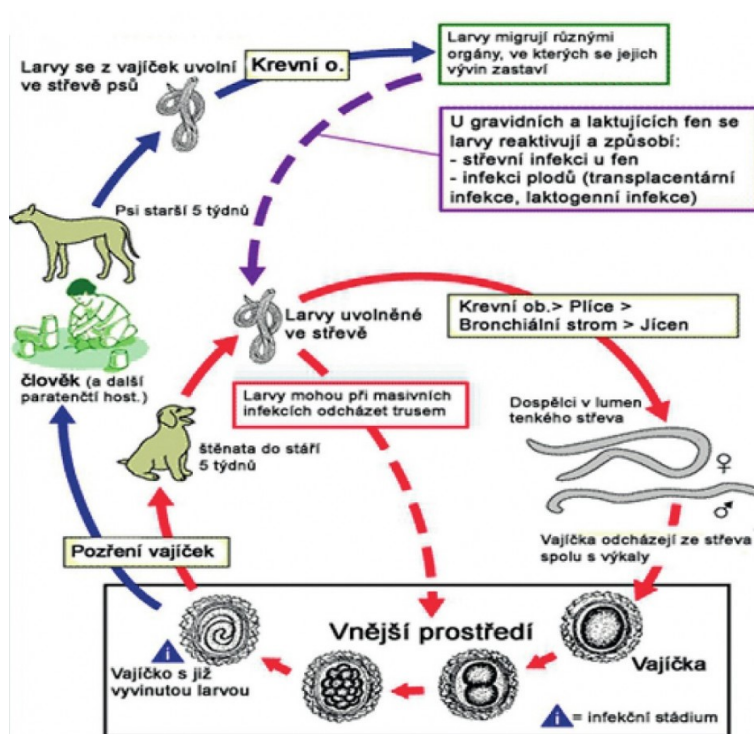 Larvy se z vajíček uvolní
ve střevě psů
Krevní o.
Larvy migrují různými
orgány, ve kterých se jejich
vývin zastaví
U gravidních a laktujících fen se
larvy reaktivují a způsobí:
- střevní infekci u fen
- infekci plodů (transplacentární
infekce, laktogenní infekce)
Psi starší 5 týdnů
Larvy uvolněné
ve střevě
Krevní ob.> Plíce >
Bronchiální strom > Jícen
člověk (a další
paratenčtí host.)
Larvy mohou při masivních
infekcích odcházet trusem
Dospělci v lumen
tenkého střeva
♀
♂
štěnata do stáří
5 týdnů
Pozření vajíček
Vajíčka odcházejí ze střeva
spolu s výkaly
Vnější prostředí
Vajíčka
i
Vajíčko s již
vyvinutou larvou
i = infekční stádium